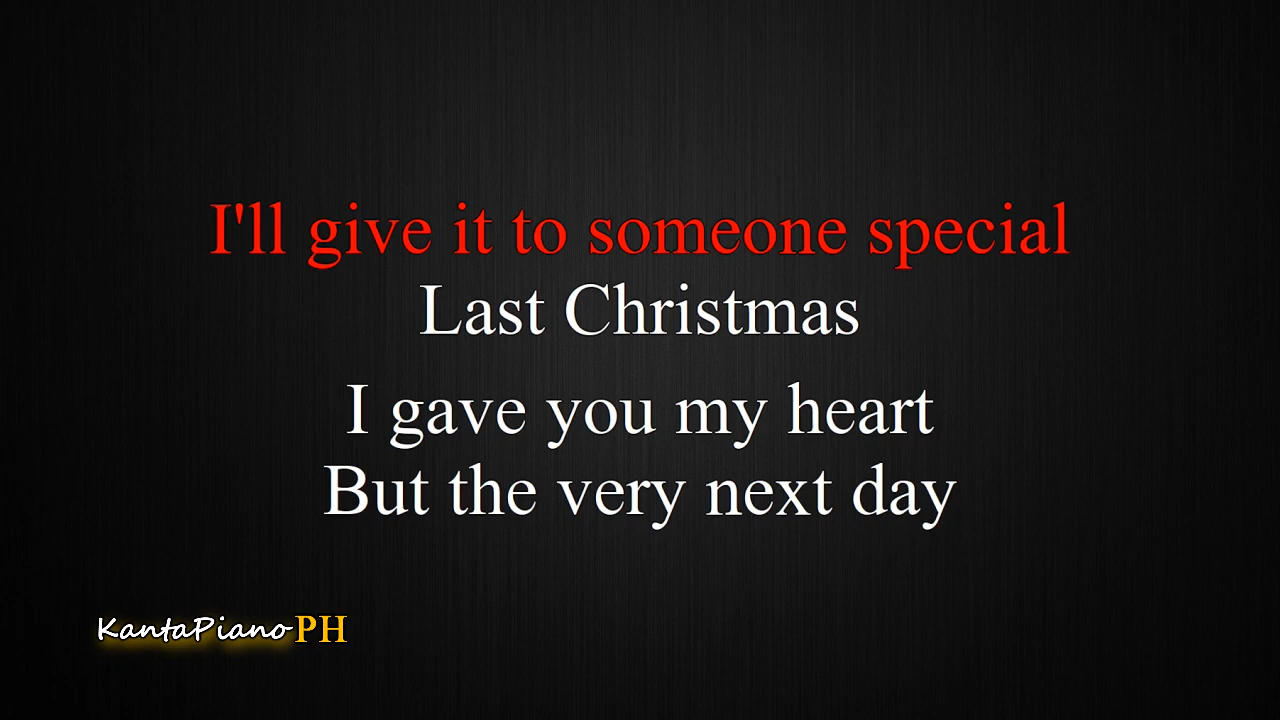 I'll give it to someone special
Last Christmas
I gave you my heart
But the very next day
KantaPianoPH